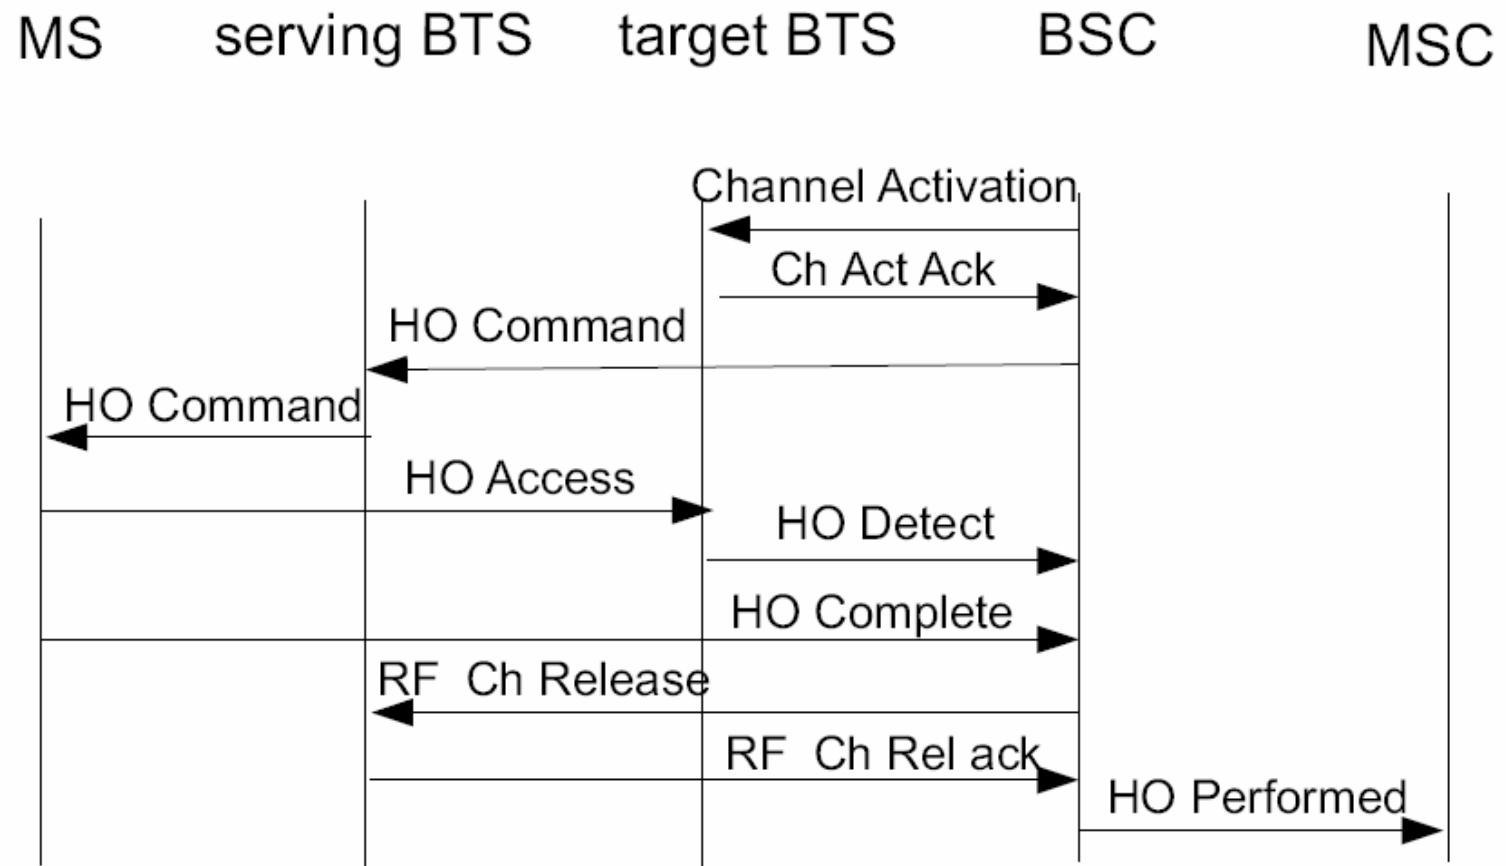 MS serving BTS target BTS BSC MSC
Channel Activation
Ch Act Ack
HO Command
HO Command
HO Access
HO Detect
HO Complete
RF Ch Release
RF Ch Rel ack
HO Performed